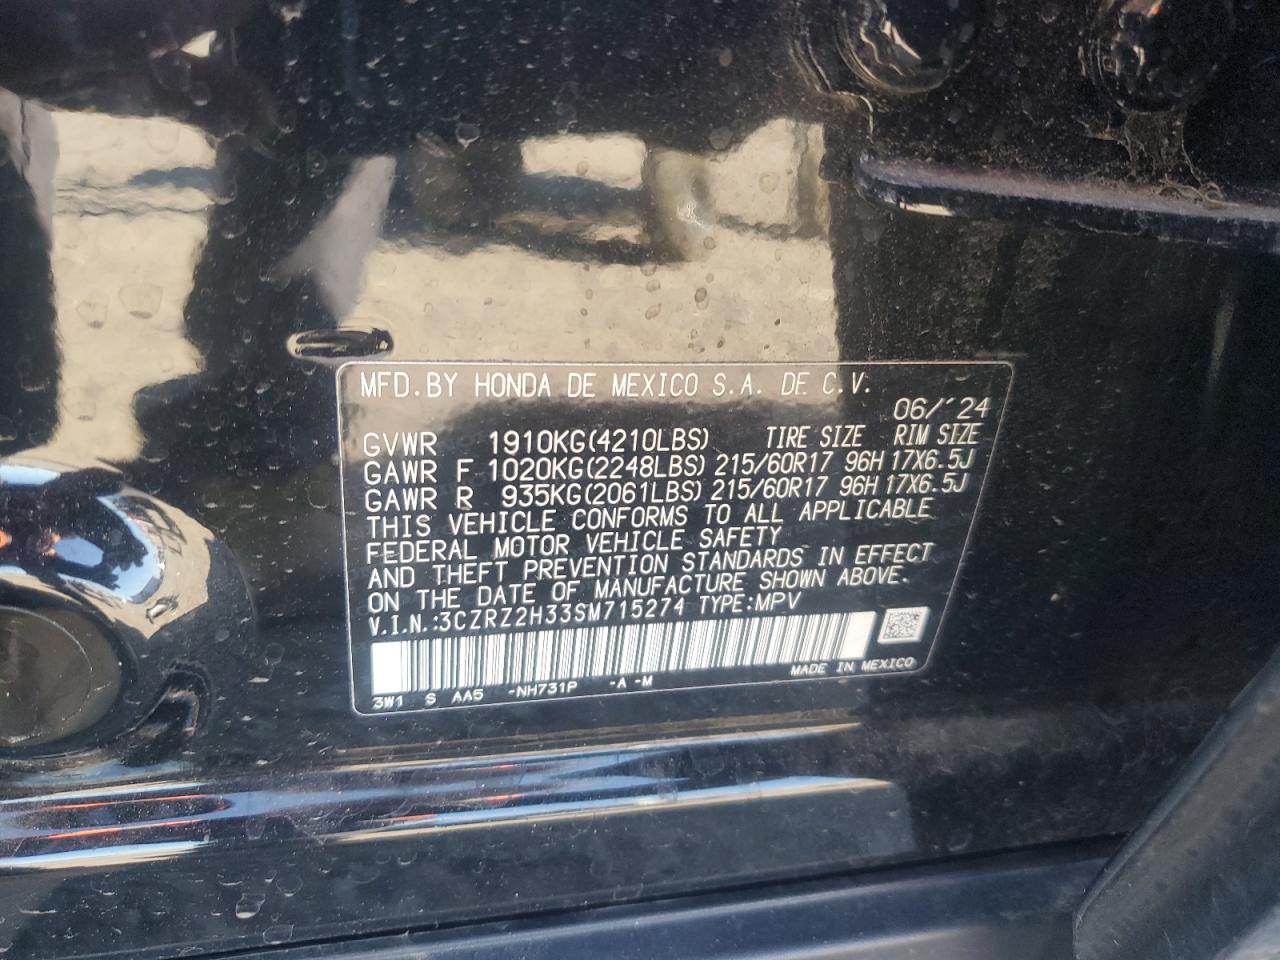 MFD.BY HONDA DE MEXICO S.A. DE C.V.
06/'24
GVWR 1910KG(4210LBS) TIRE SIZE RIM SIZE
GAWR F 1020KG(2248LBS) 215/60R17 96H 17X6.5J
GAWR R 935KG(2061LBS) 215/60R17 96H 17X6.5J
THIS VEHICLE CONFORMS TO ALL APPLICABLE
FEDERAL MOTOR VEHICLE SAFETY
AND THEFT PREVENTION STANDARDS IN EFFECT
ON THE DATE OF MANUFACTURE SHOWN ABOVE.
V.I.N.:3CZRZ2H33SM715274 TYPE:MPV
MADE IN MEXICO
3W1 S AA5 -NH731P -A -M